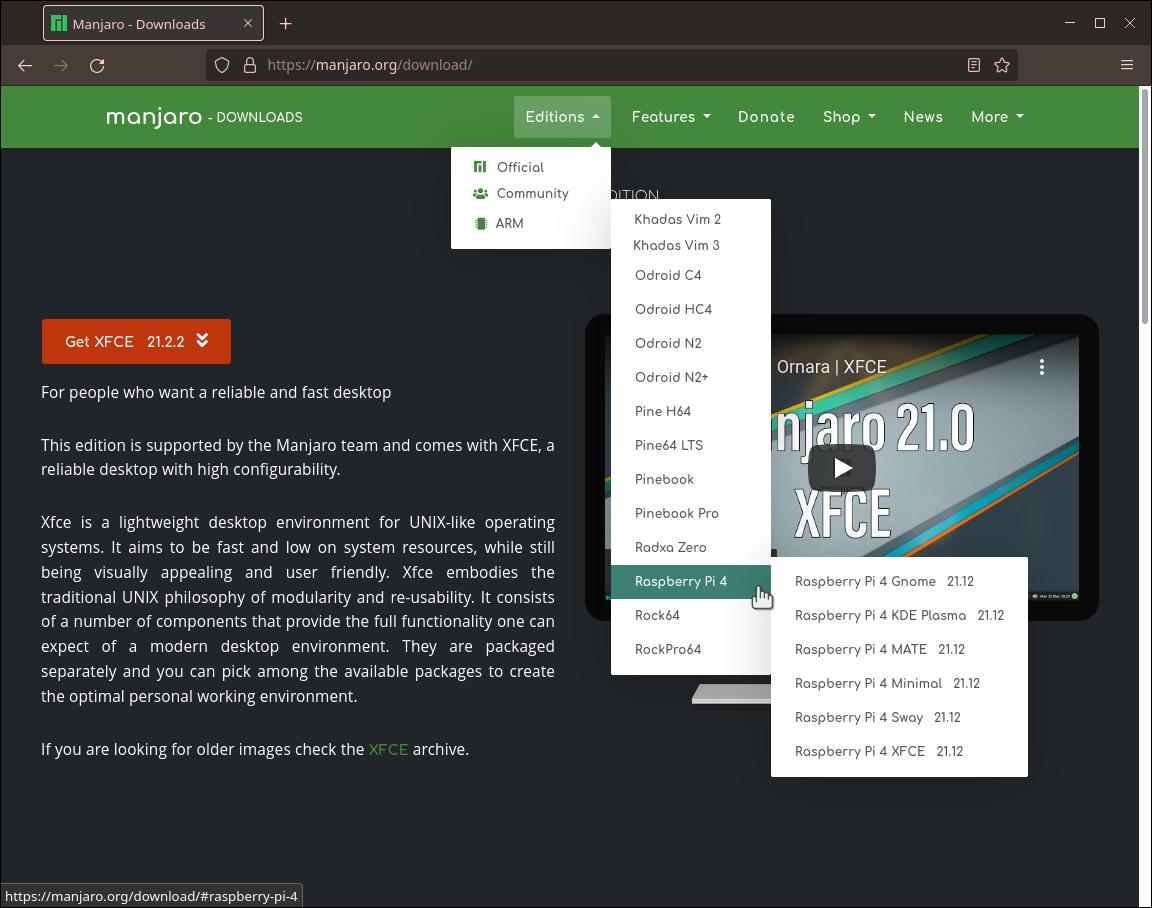 Manjaro - Downloads
https://manjaro.org/download/
manjaro - DOWNLOADS
Editions
Features
Donate
Shop
News
More
Official
Community
ARM
DITION
Khadas Vim 2
Khadas Vim 3
Odroid C4
Odroid HC4
Odroid N2
Odroid N2+
Pine H64
Pine64 LTS
Pinebook
Pinebook Pro
Radxa Zero
Raspberry Pi 4
Rock64
RockPro64
Raspberry Pi 4 Gnome 21.12
Raspberry Pi 4 KDE Plasma 21.12
Raspberry Pi 4 MATE 21.12
Raspberry Pi 4 Minimal 21.12
Raspberry Pi 4 Sway 21.12
Raspberry Pi 4 XFCE 21.12
Get XFCE 21.2.2
For people who want a reliable and fast desktop
This edition is supported by the Manjaro team and comes with XFCE, a
reliable desktop with high configurability.
Xfce is a lightweight desktop environment for UNIX-like operating
systems. It aims to be fast and low on system resources, while still
being visually appealing and user friendly. Xfce embodies the
traditional UNIX philosophy of modularity and re-usability. It consists
of a number of components that provide the full functionality one can
expect of a modern desktop environment. They are packaged
separately and you can pick among the available packages to create
the optimal personal working environment.
If you are looking for older images check the XFCE archive.
Ornara | XFCE
njaro 21.0
XFCE
https://manjaro.org/download/#raspberry-pi-4